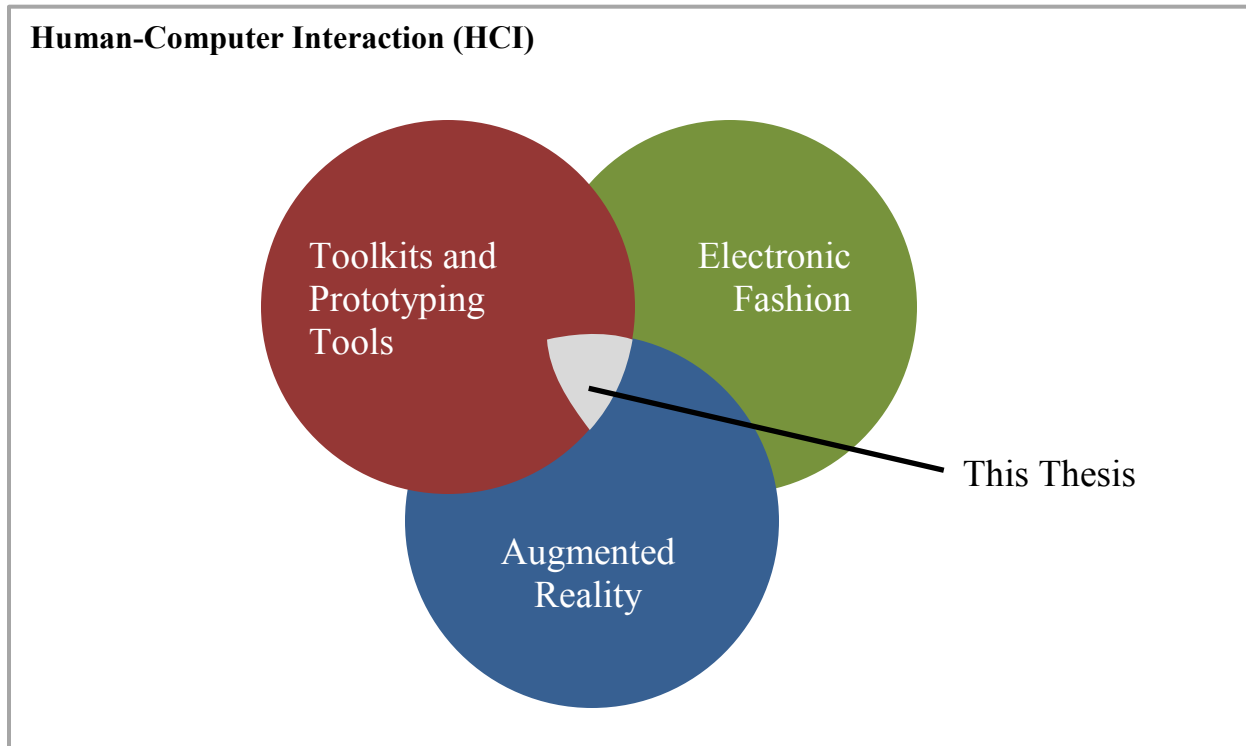 Human-Computer Interaction (HCI)
Toolkits and
Prototyping
Tools
Electronic
Fashion
This Thesis
Augmented
Reality